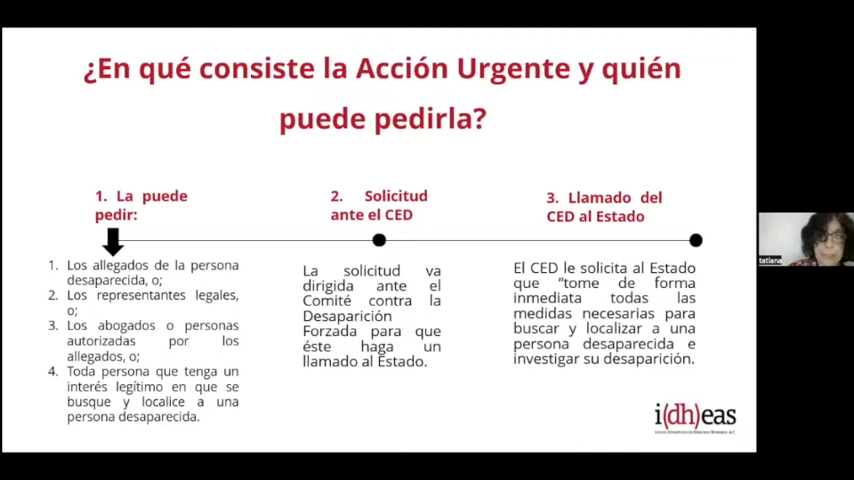 ¿En qué consiste la Acción Urgente y quién
puede pedirla?
1. La puede
pedir:
2. Solicitud
ante el CED
3. Llamado del
CED al Estado
1. Los allegados de la persona
desaparecida, o;
2. Los representantes legales,
o;
3. Los abogados o personas
autorizadas por los
allegados, o;
4. Toda persona que tenga un
interés legítimo en que se
busque y localice a una
persona desaparecida.
La solicitud va
dirigida ante el
Comité contra la
Desaparición
Forzada para que
éste haga un
llamado al Estado.
El CED le solicita al Estado
que “tome de forma
inmediata todas las
medidas necesarias para
buscar y localizar a una
persona desaparecida e
investigar su desaparición.
i(dh)eas
tatiana